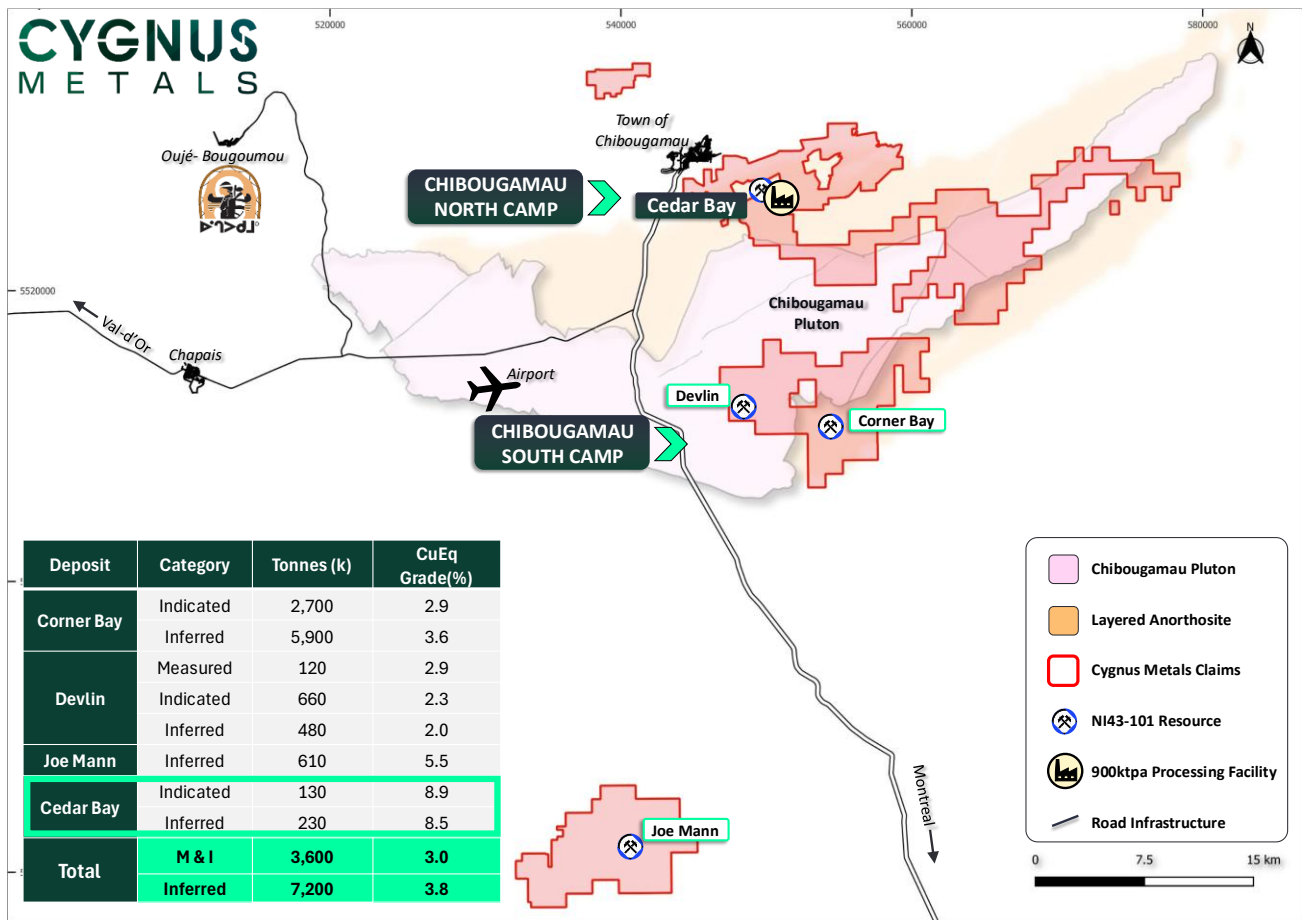 CYGNUS
METALS
520000
540000
560000
580000
N
Town of
Chibougamau
Oujé- Bougoumou
CHIBOUGAMAU
NORTH CAMP
Cedar Bay
5520000
Chibougamau
Pluton
Val-d'Or
Chapais
Airport
Devlin
Corner Bay
CHIBOUGAMAU
SOUTH CAMP
Deposit Category Tonnes (k) CuEq Grade(%)
Corner Bay Indicated 2,700 2.9
Inferred 5,900 3.6
Devlin Measured 120 2.9
Indicated 660 2.3
Inferred 480 2.0
Joe Mann Inferred 610 5.5
Cedar Bay Indicated 130 8.9
Inferred 230 8.5
Total M & I 3,600 3.0
Inferred 7,200 3.8
Joe Mann
Montreal
Chibougamau Pluton
Layered Anorthosite
Cygnus Metals Claims
NI43-101 Resource
900ktpa Processing Facility
Road Infrastructure
0 7.5 15 km